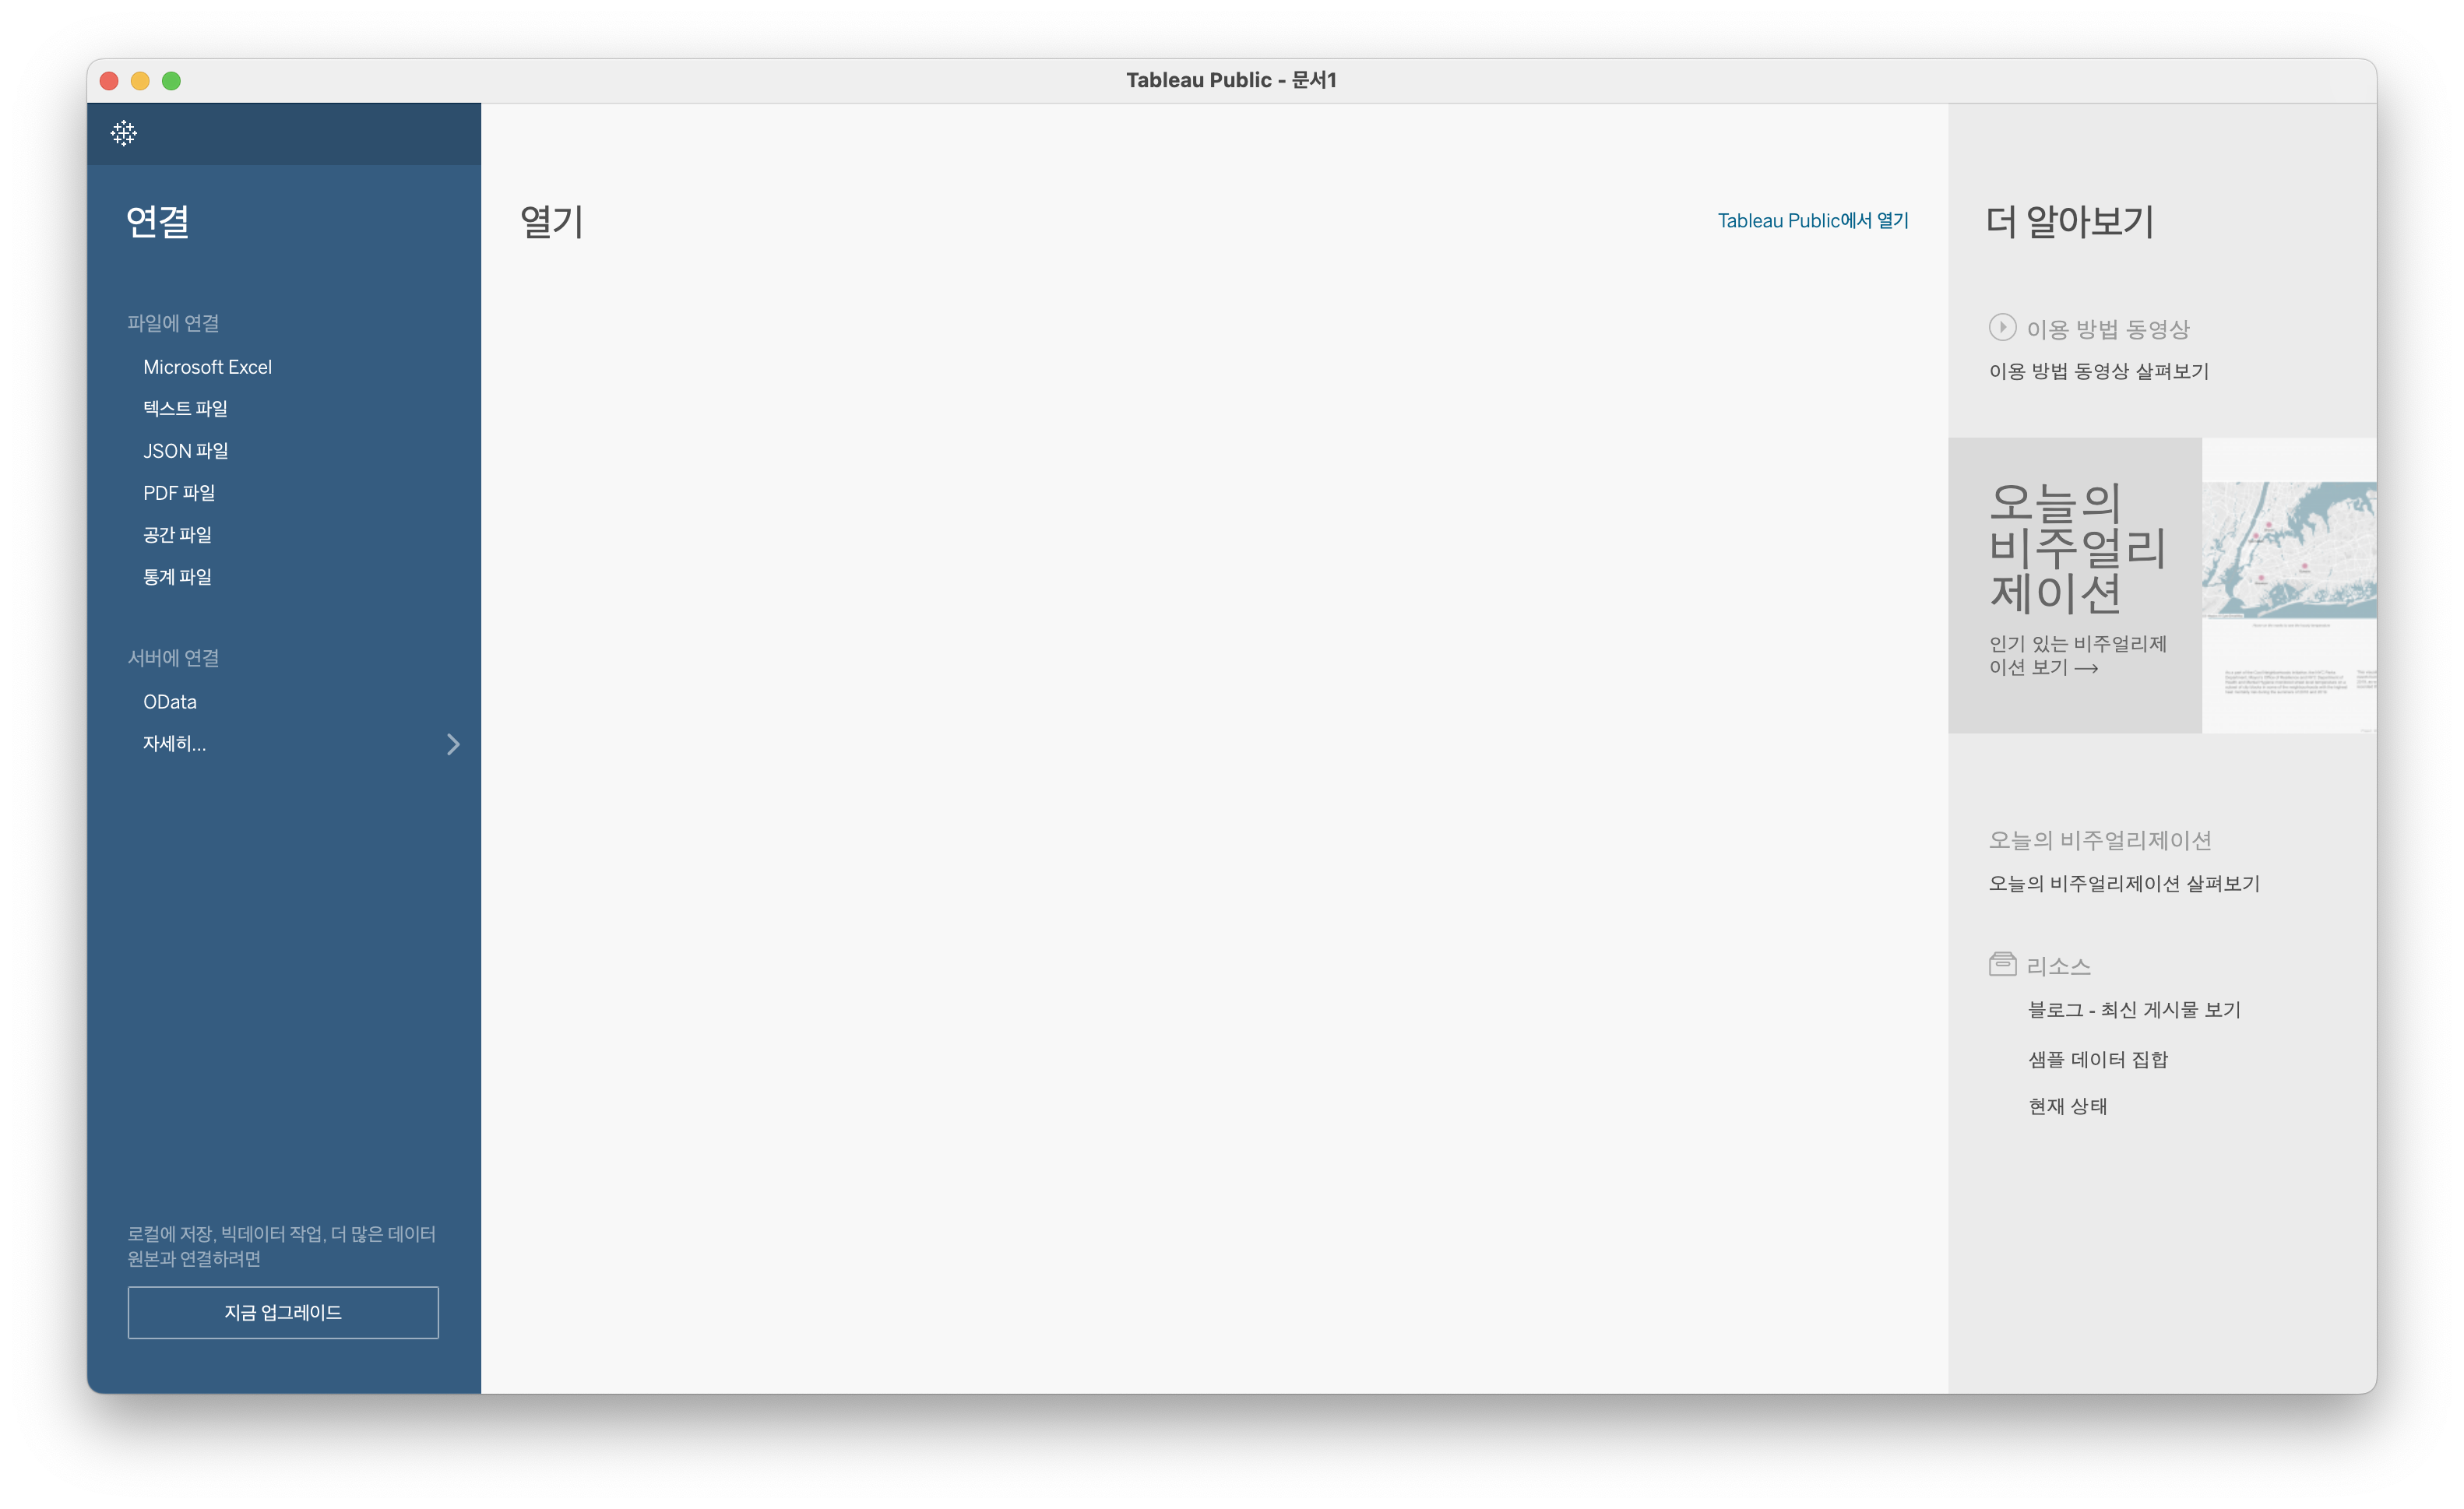 Tableau Public - 문서1
연결
파일에 연결
Microsoft Excel
텍스트 파일
JSON 파일
PDF 파일
공간 파일
통계 파일
서버에 연결
OData
자세히...
로컬에 저장, 빅데이터 작업, 더 많은 데이터
원본과 연결하려면
지금 업그레이드
열기
Tableau Public에서 열기
더 알아보기
이용 방법 동영상
이용 방법 동영상 살펴보기
오늘의
비주얼리
제이션
인기 있는 비주얼리제
이션 보기 →
오늘의 비주얼리제이션
오늘의 비주얼리제이션 살펴보기
리소스
블로그 - 최신 게시물 보기
샘플 데이터 집합
현재 상태